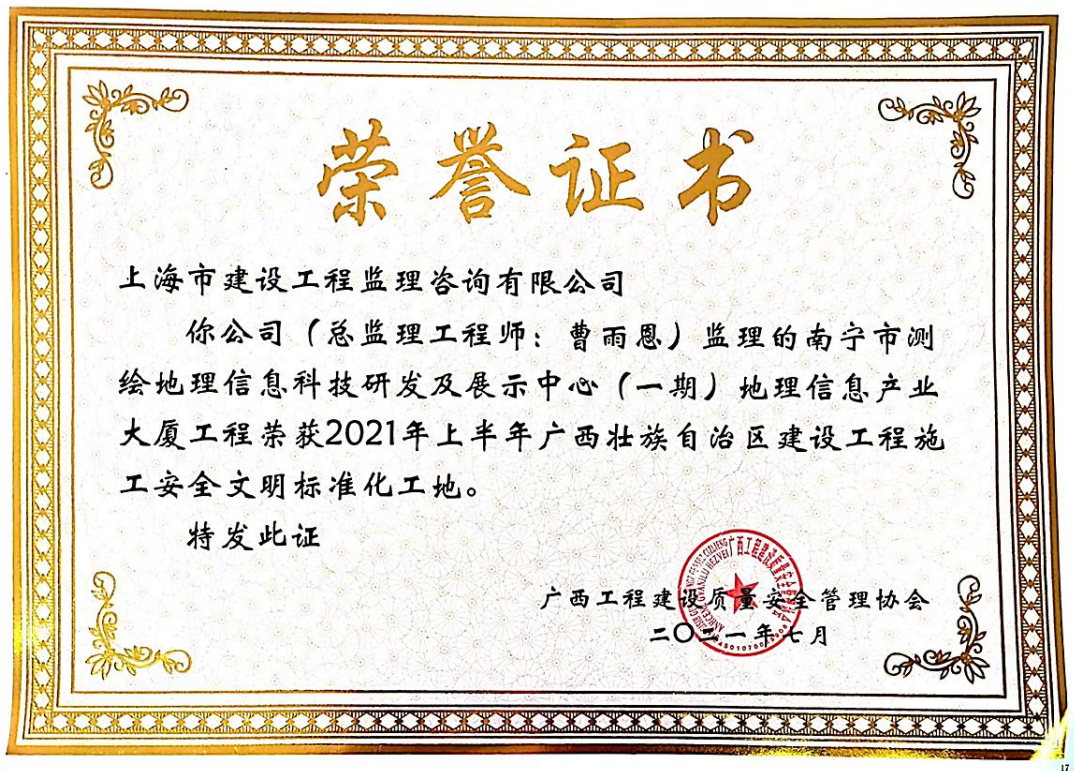 荣誉证书
上海市建设工程监理咨询有限公司
你公司（总监理工程师：曹雨恩）监理的南宁市测
绘地理信息科技研发及展示中心（一期）地理信息产业
大厦工程荣获2021年上半年广西壮族自治区建设工程施
工安全文明标准化工地。
特发此证
广西工程建设质量安全管理协会
二〇二一年七月
17